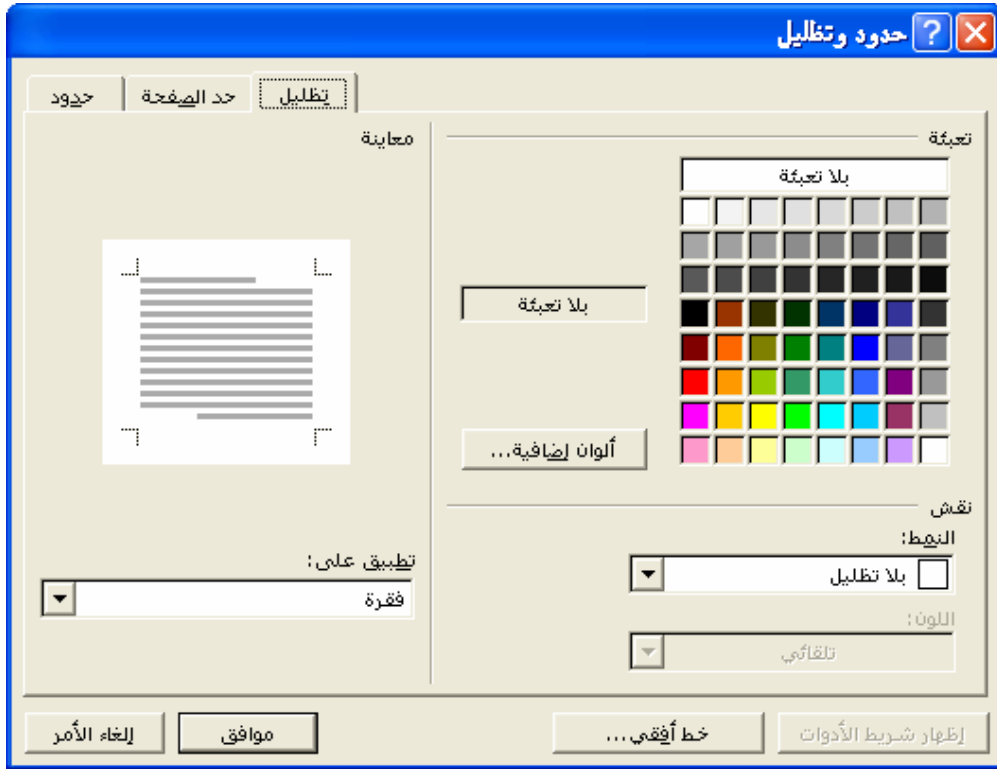 حدود وتظليل
حدود
حد الصفحة
تظليل
تعبئة
بلا تعبئة
بلا تعبئة
ألوان إضافية...
نقش
النمط:
بلا تظليل
اللون:
تلقائي
معاينة
تطبيق على:
فقرة
إظهار شريط الأدوات
خط أفقي...
موافق
إلغاء الأمر